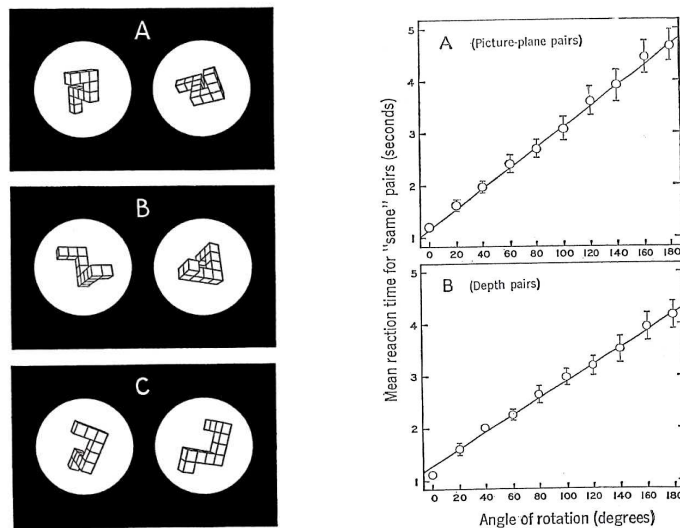 A
B
C
Mean reaction time for "same" pairs (seconds)
A (Picture-plane pairs)
5
4
3
2
1
0 20 40 60 80 100 120 140 160 180
B (Depth pairs)
5
4
3
2
1
0 20 40 60 80 100 120 140 160 180
Angle of rotation (degrees)